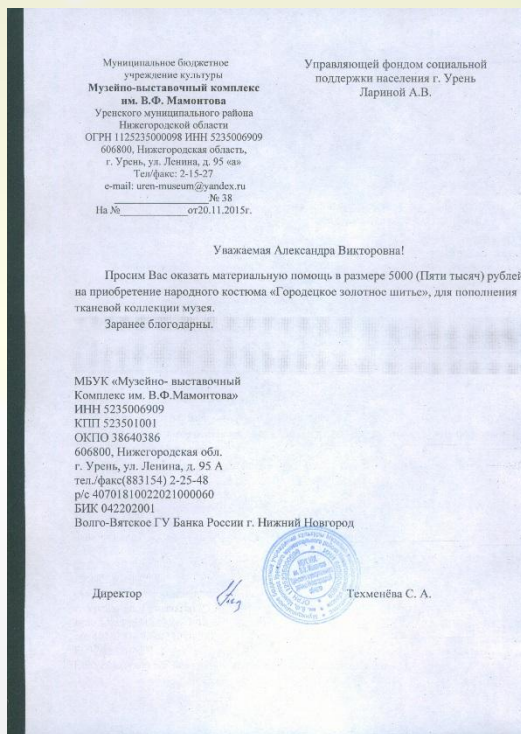 Муниципальное бюджетное
учреждение культуры
Музейно-выставочный комплекс
им. В.Ф. Мамонтова
Уренского муниципального района
Нижегородской области
ОГРН 1125235000098 ИНН 5235006909
606800, Нижегородская область,
г. Урень, ул. Ленина, д. 95 «а»
Тел/факс: 2-15-27
e-mail: uren-museum@yandex.ru
№ 38
На №______________от20.11.2015г.
Управляющей фондом социальной
поддержки населения г. Урень
Лариной А.В.
Уважаемая Александра Викторовна!
Просим Вас оказать материальную помощь в размере 5000 (Пяти тысяч) рублей
на приобретение народного костюма «Городецкое золотное шитье», для пополнения
тканевой коллекции музея.
Заранее благодарны.
МБУК «Музейно- выставочный
Комплекс им. В.Ф.Мамонтова»
ИНН 5235006909
КПП 523501001
ОКПО 38640386
606800, Нижегородская обл.
г. Урень, ул. Ленина, д. 95 А
тел./факс(883154) 2-25-48
р/с 40701810022021000060
БИК 042202001
Волго-Вятское ГУ Банка России г. Нижний Новгород
Директор Техменёва С. А.